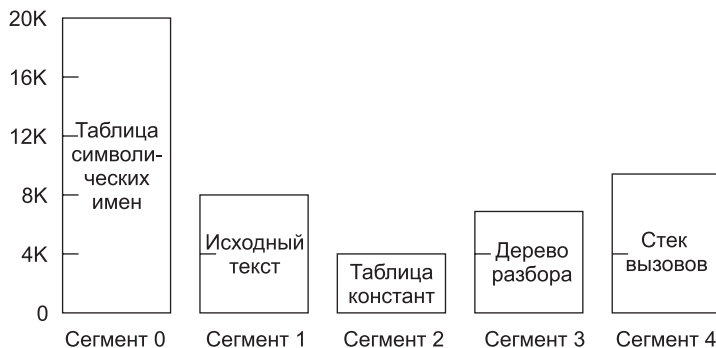 20K
16K
12K
8K
4K
0
Таблица
символи-
ческих
имен
Исходный
текст
Таблица
констант
Дерево
разбора
Стек
вызовов
Сегмент 0
Сегмент 1
Сегмент 2
Сегмент 3
Сегмент 4